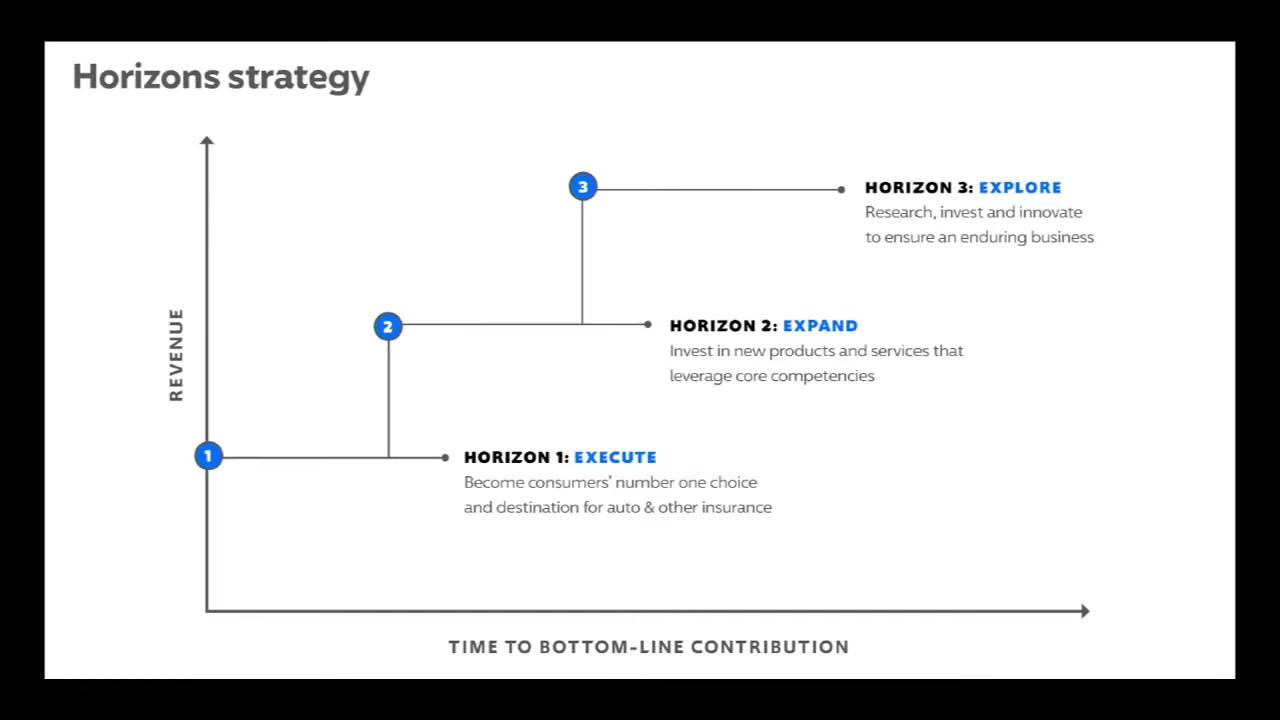 Horizons strategy
3
HORIZON 3: EXPLORE
Research, invest and innovate
to ensure an enduring business
REVENUE
2
HORIZON 2: EXPAND
Invest in new products and services that
leverage core competencies
1
HORIZON 1: EXECUTE
Become consumers’ number one choice
and destination for auto & other insurance
TIME TO BOTTOM-LINE CONTRIBUTION